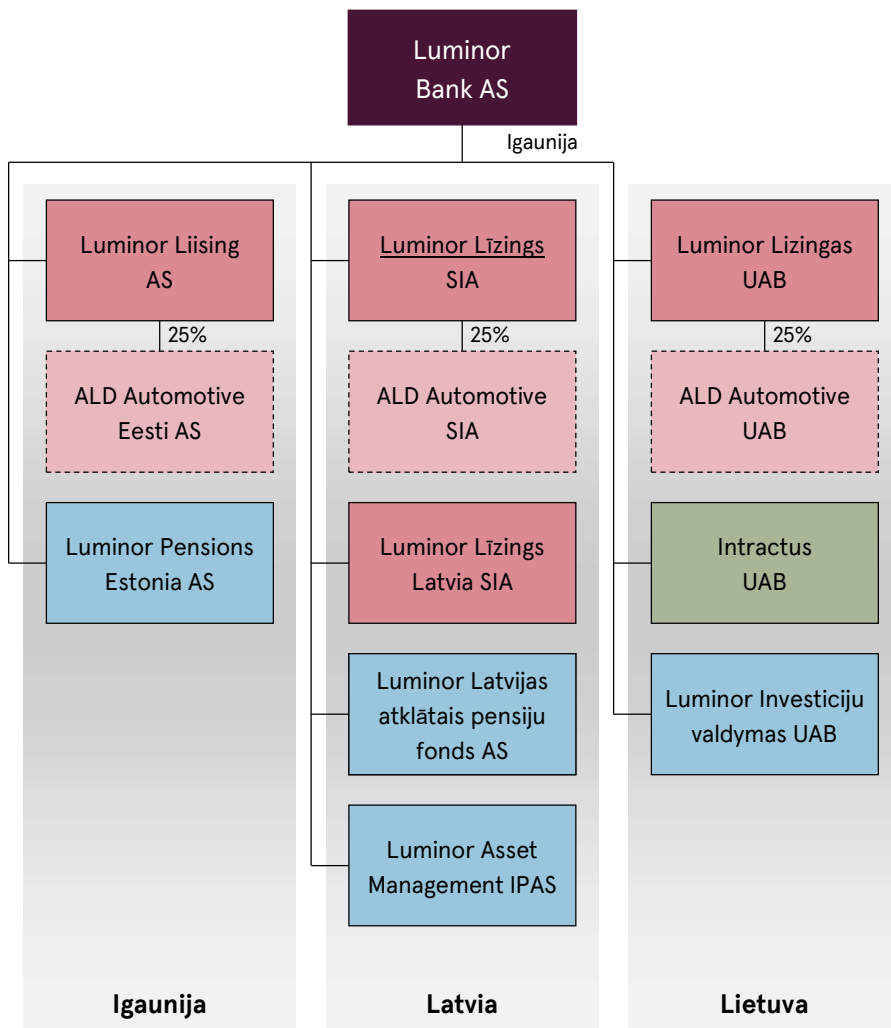 Luminor
Bank AS
Igaunija
Luminor Liising
AS
25%
ALD Automotive
Eesti AS
Luminor Pensions
Estonia AS
Igaunija
Luminor Līzings
SIA
25%
ALD Automotive
SIA
Luminor Līzings
Latvia SIA
Luminor Latvijas
atklātais pensiju
fonds AS
Luminor Asset
Management IPAS
Latvia
Luminor Lizingas
UAB
25%
ALD Automotive
UAB
Intractus
UAB
Luminor Investiciju
valdymas UAB
Lietuva